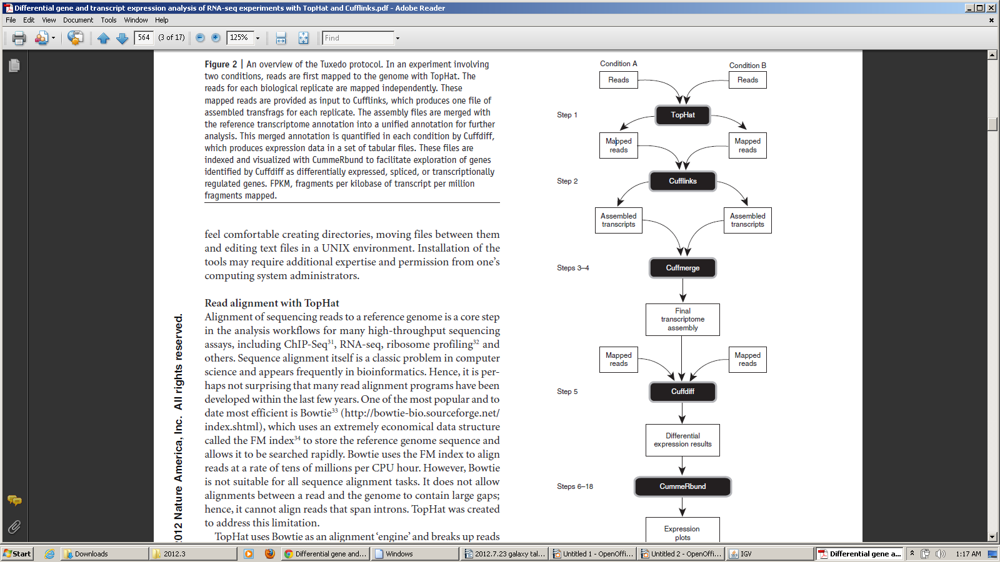 Differential gene and transcript expression analysis of RNA-seq experiments with TopHat and Cufflinks.pdf - Adobe Reader
File Edit View Document Tools Window Help
564 (3 of 17) 125% Find
Figure 2 | An overview of the Tuxedo protocol. In an experiment involving
two conditions, reads are first mapped to the genome with TopHat. The
reads for each biological replicate are mapped independently. These
mapped reads are provided as input to Cufflinks, which produces one file of
assembled transfrags for each replicate. The assembly files are merged with
the reference transcriptome annotation into a unified annotation for further
analysis. This merged annotation is quantified in each condition by Cuffdiff,
which produces expression data in a set of tabular files. These files are
indexed and visualized with CummeRbund to facilitate exploration of genes
identified by Cuffdiff as differentially expressed, spliced, or transcriptionally
regulated genes. FPKM, fragments per kilobase of transcript per million
fragments mapped.
feel comfortable creating directories, moving files between them
and editing text files in a UNIX environment. Installation of the
tools may require additional expertise and permission from one's
computing system administrators.
Read alignment with TopHat
Alignment of sequencing reads to a reference genome is a core step
in the analysis workflows for many high-throughput sequencing
assays, including ChIP-Seq31, RNA-seq, ribosome profiling32 and
others. Sequence alignment itself is a classic problem in computer
science and appears frequently in bioinformatics. Hence, it is per-
haps not surprising that many read alignment programs have been
developed within the last few years. One of the most popular and to
date most efficient is Bowtie33 (http://bowtie-bio.sourceforge.net/
index.shtml), which uses an extremely economical data structure
called the FM index34 to store the reference genome sequence and
allows it to be searched rapidly. Bowtie uses the FM index to align
reads at a rate of tens of millions per CPU hour. However, Bowtie
is not suitable for all sequence alignment tasks. It does not allow
alignments between a read and the genome to contain large gaps;
hence, it cannot align reads that span introns. TopHat was created
to address this limitation.
TopHat uses Bowtie as an alignment 'engine' and breaks up reads
2012 Nature America, Inc. All rights reserved.
Condition A
Condition B
Reads
Reads
Step 1
TopHat
Mapped
reads
Mapped
reads
Step 2
Cufflinks
Assembled
transcripts
Assembled
transcripts
Steps 3–4
Cuffmerge
Final
transcriptome
assembly
Mapped
reads
Mapped
reads
Step 5
Cuffdiff
Differential
expression results
Steps 6–18
CummeRbund
Expression
plots
Start Downloads 2012.3 Differential gene and... Windows 2012.7.23 galaxy tal... Untitled 1 - OpenOffi... Untitled 2 - OpenOffi... IGV Differential gene a... 1:17 AM